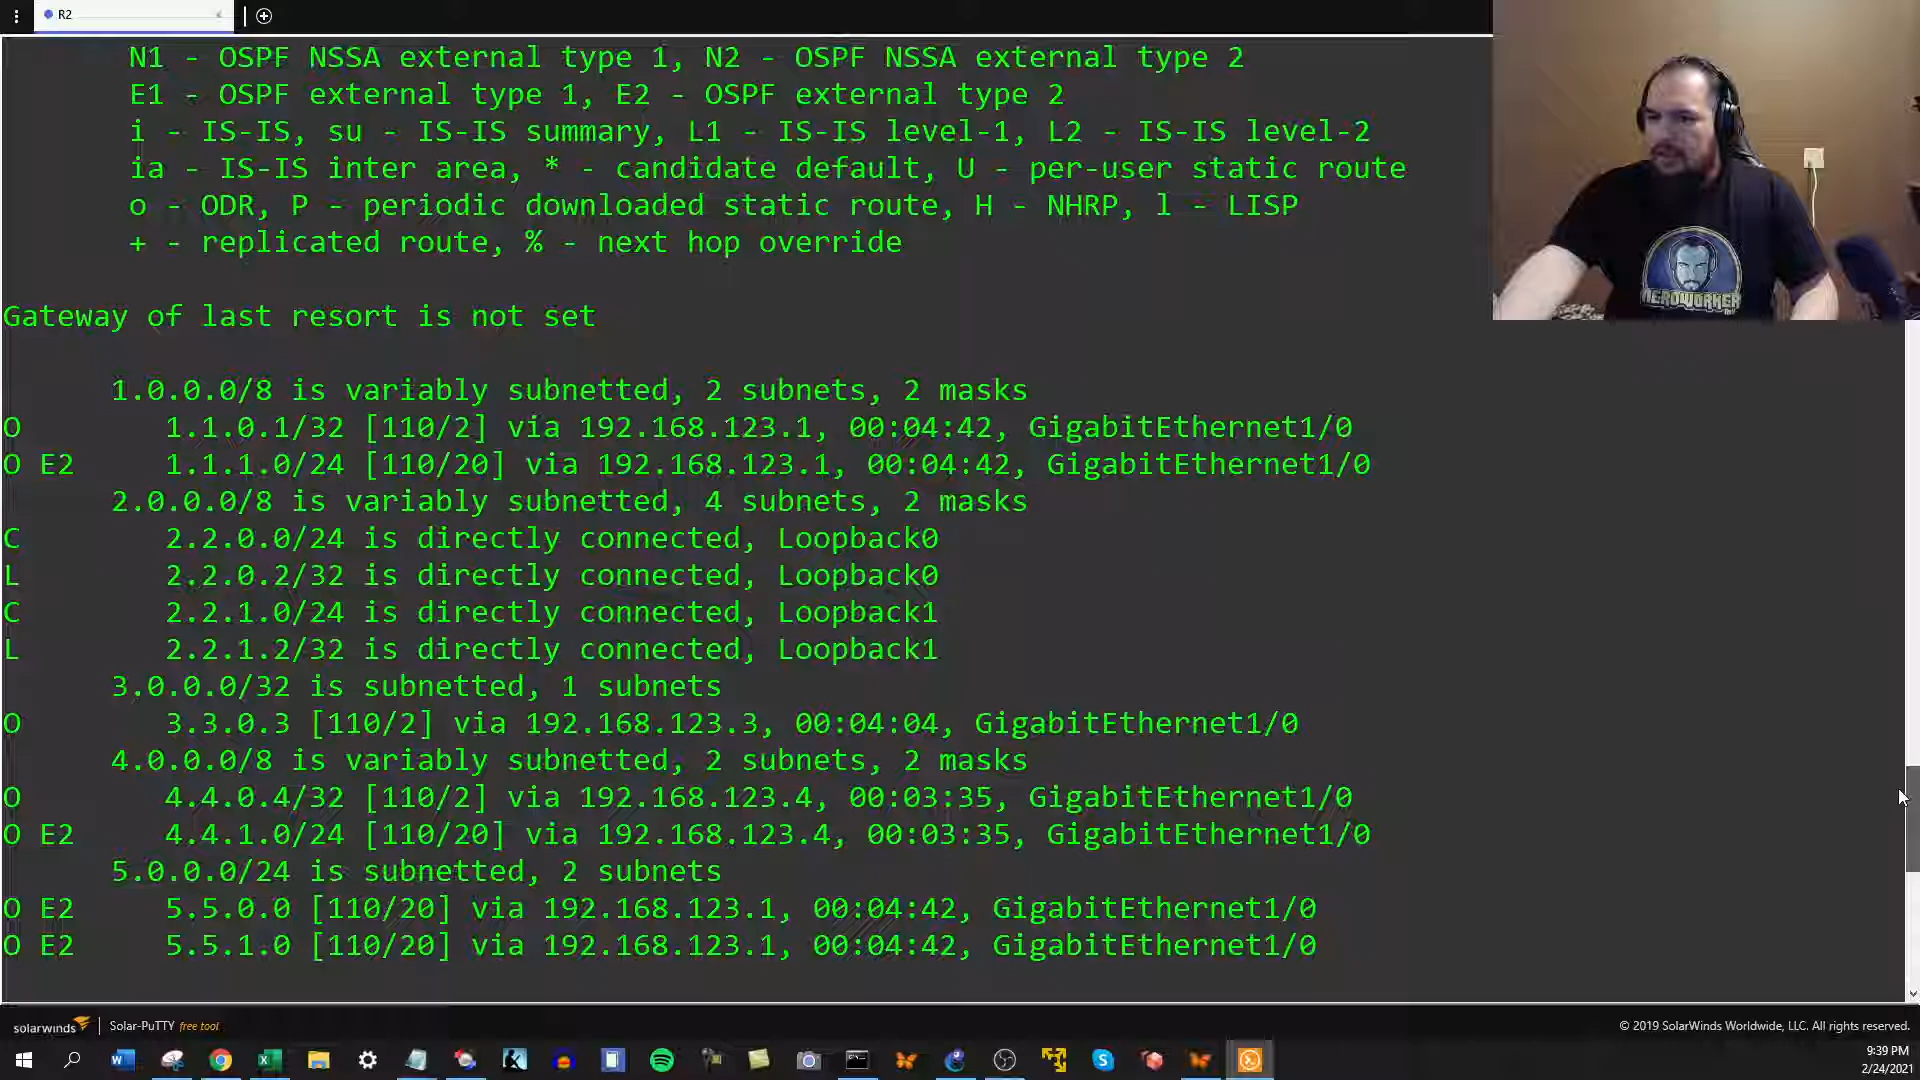 R2
N1 - OSPF NSSA external type 1, N2 - OSPF NSSA external type 2
E1 - OSPF external type 1, E2 - OSPF external type 2
i - IS-IS, su - IS-IS summary, L1 - IS-IS level-1, L2 - IS-IS level-2
ia - IS-IS inter area, * - candidate default, U - per-user static route
o - ODR, P - periodic downloaded static route, H - NHRP, l - LISP
+ - replicated route, % - next hop override
Gateway of last resort is not set
1.0.0.0/8 is variably subnetted, 2 subnets, 2 masks
O 1.1.0.1/32 [110/2] via 192.168.123.1, 00:04:42, GigabitEthernet1/0
O E2 1.1.1.0/24 [110/20] via 192.168.123.1, 00:04:42, GigabitEthernet1/0
2.0.0.0/8 is variably subnetted, 4 subnets, 2 masks
C 2.2.0.0/24 is directly connected, Loopback0
L 2.2.0.2/32 is directly connected, Loopback0
C 2.2.1.0/24 is directly connected, Loopback1
L 2.2.1.2/32 is directly connected, Loopback1
3.0.0.0/32 is subnetted, 1 subnets
O 3.3.0.3 [110/2] via 192.168.123.3, 00:04:04, GigabitEthernet1/0
4.0.0.0/8 is variably subnetted, 2 subnets, 2 masks
O 4.4.0.4/32 [110/2] via 192.168.123.4, 00:03:35, GigabitEthernet1/0
O E2 4.4.1.0/24 [110/20] via 192.168.123.4, 00:03:35, GigabitEthernet1/0
5.0.0.0/24 is subnetted, 2 subnets
O E2 5.5.0.0 [110/20] via 192.168.123.1, 00:04:42, GigabitEthernet1/0
O E2 5.5.1.0 [110/20] via 192.168.123.1, 00:04:42, GigabitEthernet1/0
solarwinds | Solar-PuTTY free tool
© 2019 SolarWinds Worldwide, LLC. All rights reserved.
9:39 PM
2/24/2021